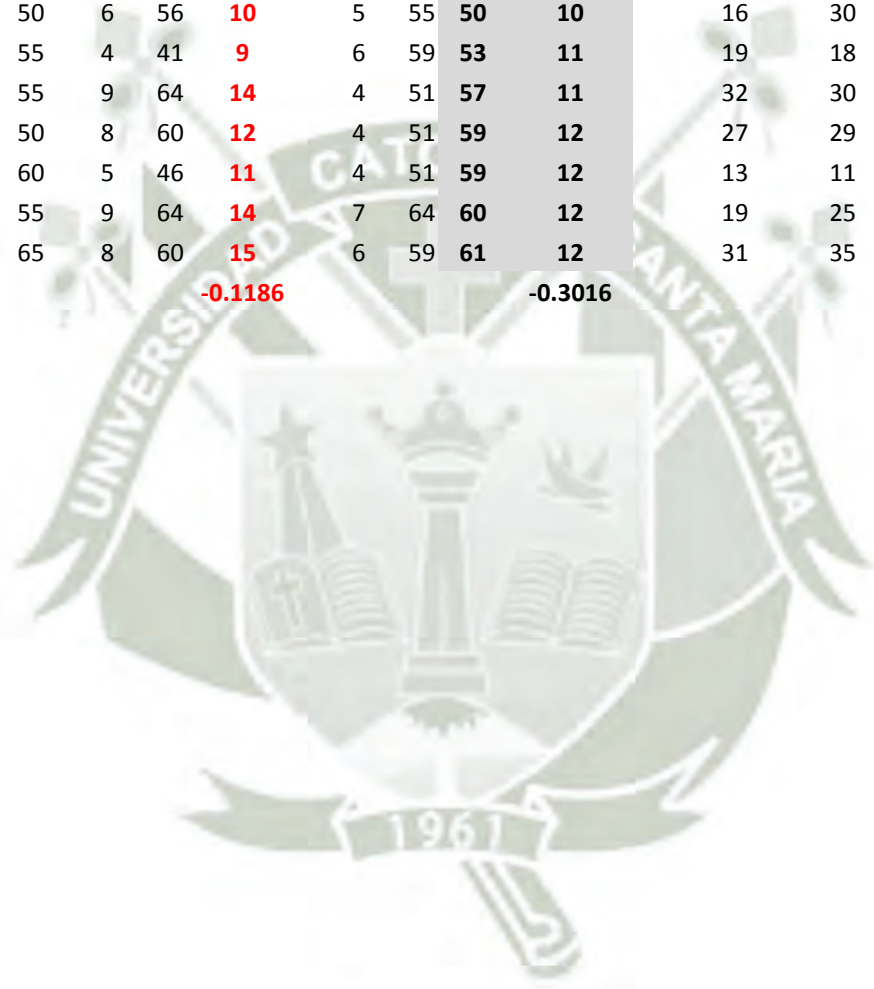 50 6 56 10 5 55 50 10 16 30
55 4 41 9 6 59 53 11 19 18
55 9 64 14 4 51 57 11 32 30
50 8 60 12 4 51 59 12 27 29
60 5 46 11 4 51 59 12 13 11
55 9 64 14 7 64 60 12 19 25
65 8 60 15 6 59 61 12 31 35
-0.1186 -0.3016
UNIVERSIDAD CATO ANTA MARIA
1961